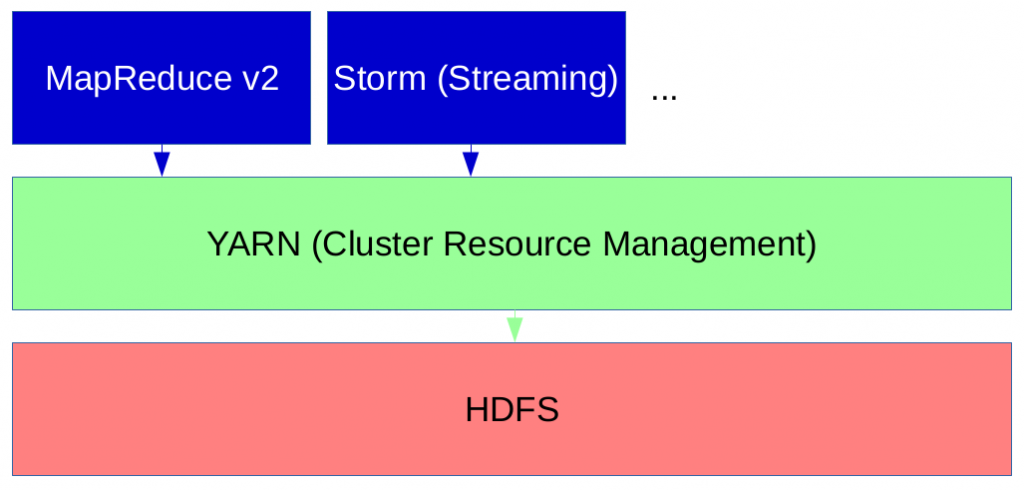 MapReduce v2
Storm (Streaming)
...
YARN (Cluster Resource Management)
HDFS